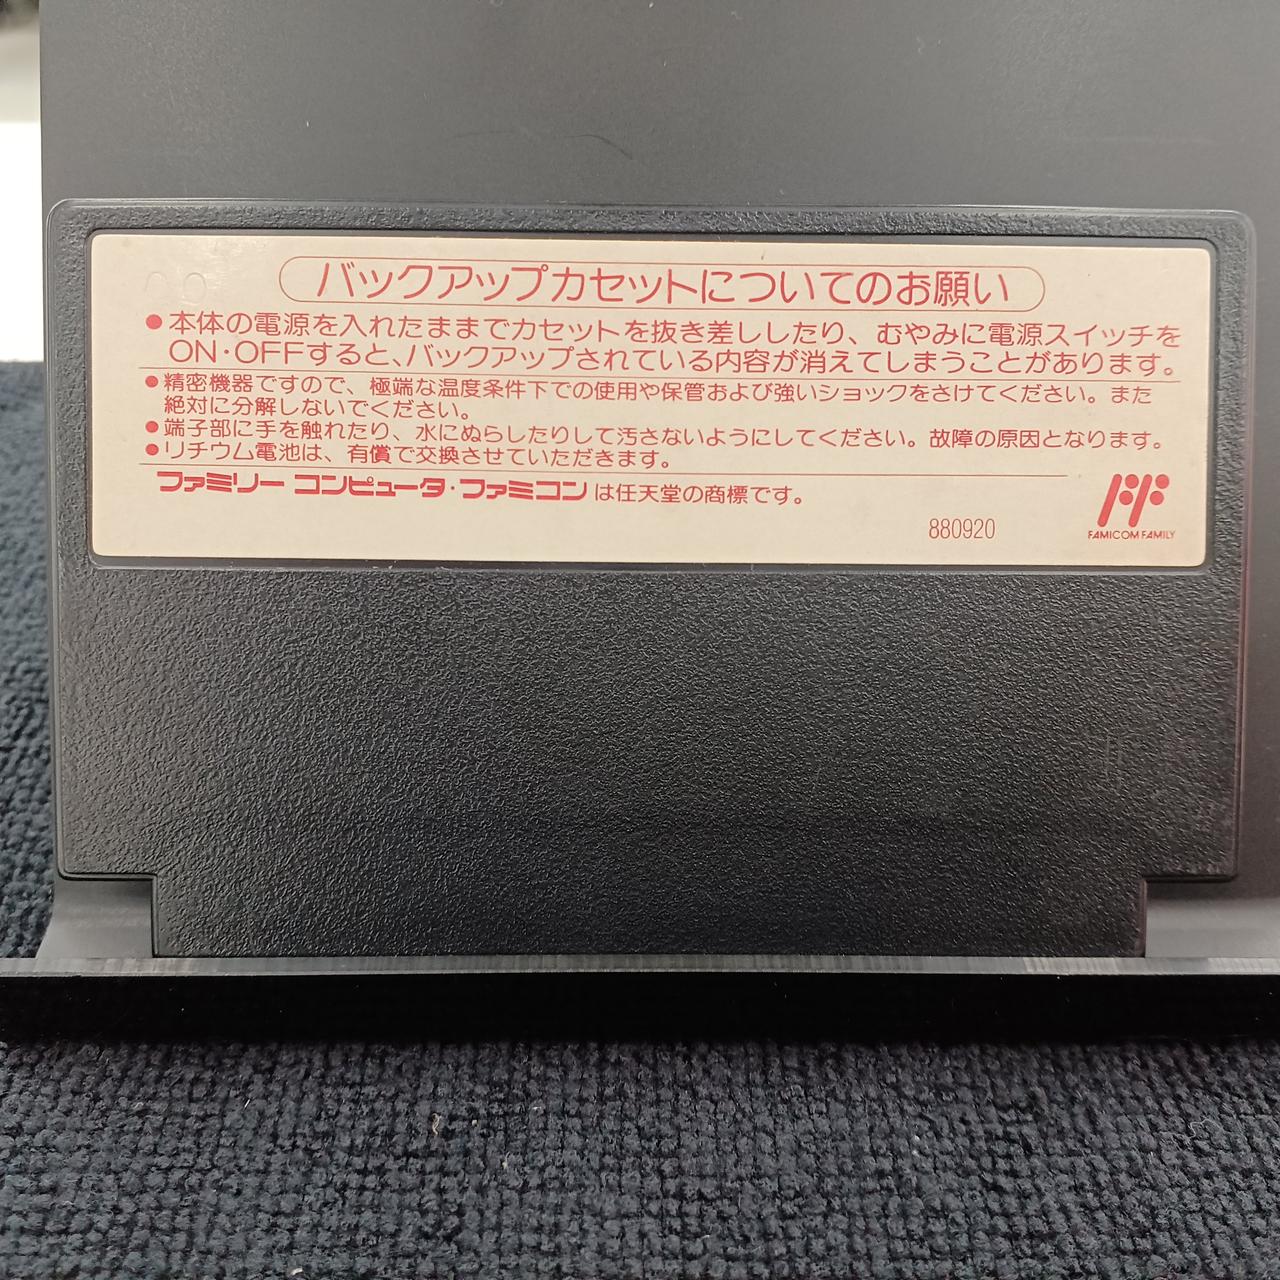 バックアップカセットについてのお願い
●本体の電源を入れたままでカセットを抜き差ししたり、むやみに電源スイッチを
ON・OFFすると、バックアップされている内容が消えてしまうことがあります。
●精密機器ですので、極端な温度条件下での使用や保管および強いショックをさけてください。また
絶対に分解しないでください。
●端子部に手を触れたり、水にぬらしたりして汚さないようにしてください。故障の原因となります。
●リチウム電池は、有償で交換させていただきます。
ファミリー コンピュータ・ファミコンは任天堂の商標です。
880920
FAMICOM FAMILY